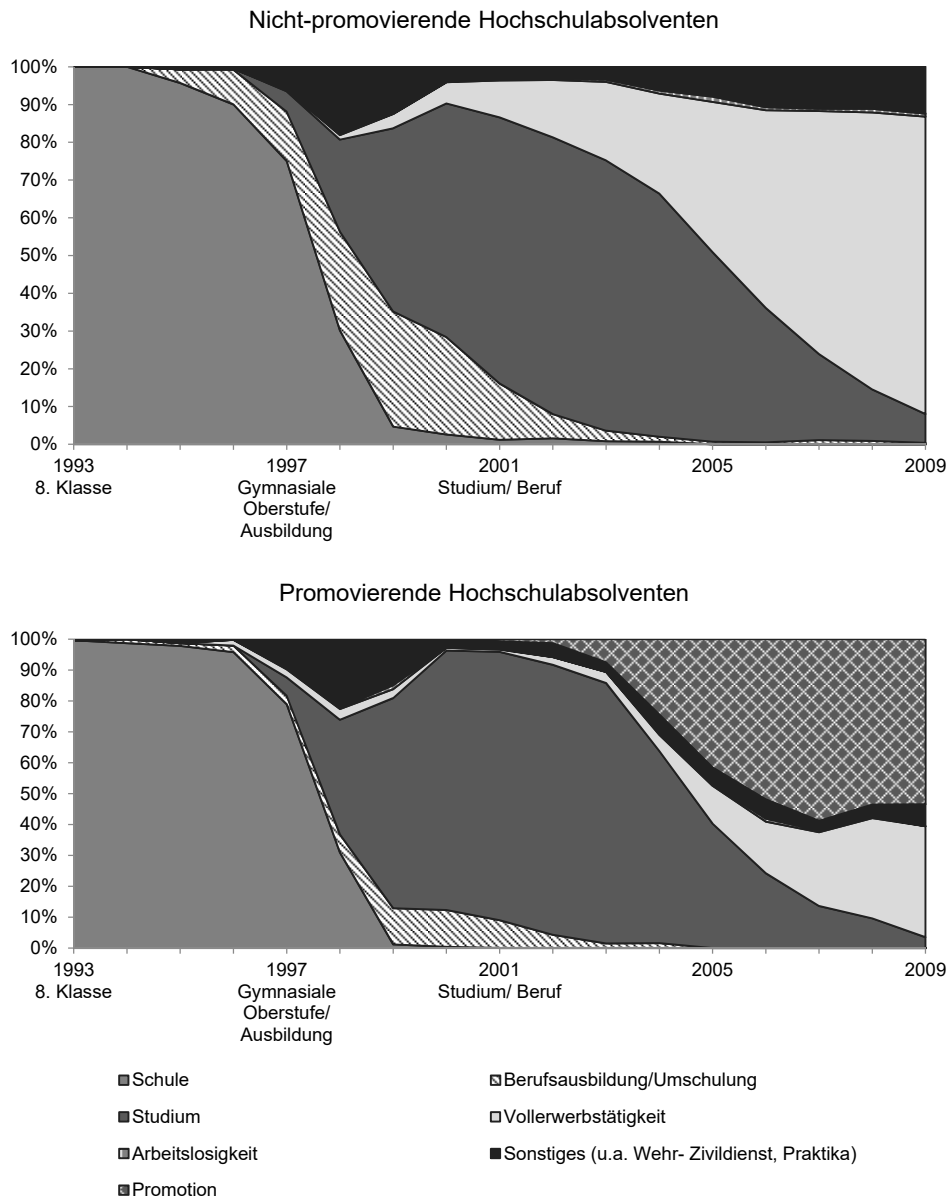 Nicht-promovierende Hochschulabsolventen
100%
90%
80%
70%
60%
50%
40%
30%
20%
10%
0%
1993
8. Klasse
1997
Gymnasiale
Oberstufe/
Ausbildung
2001
Studium/ Beruf
2005
2009
Promovierende Hochschulabsolventen
100%
90%
80%
70%
60%
50%
40%
30%
20%
10%
0%
1993
8. Klasse
1997
Gymnasiale
Oberstufe/
Ausbildung
2001
Studium/ Beruf
2005
2009
Schule
Berufsausbildung/Umschulung
Studium
Vollerwerbstätigkeit
Arbeitslosigkeit
Sonstiges (u.a. Wehr- Zivildienst, Praktika)
Promotion